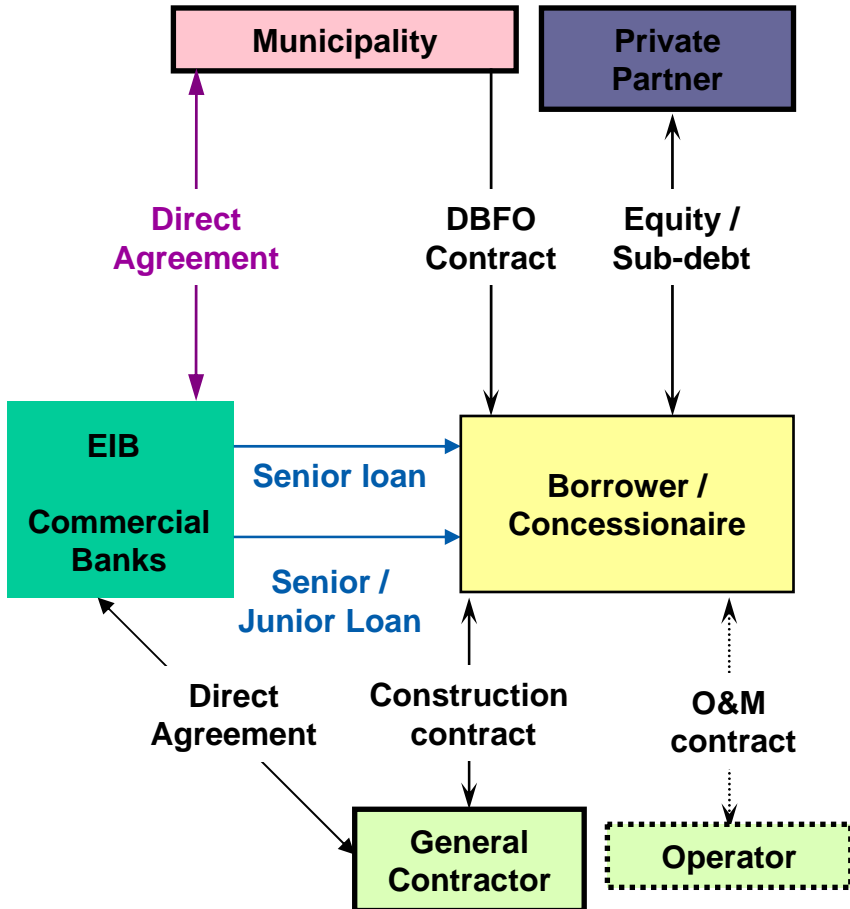 Municipality
Private
Partner
Direct
Agreement
DBFO
Contract
Equity /
Sub-debt
EIB
Commercial
Banks
Senior loan
Senior /
Junior Loan
Borrower /
Concessionaire
Direct
Agreement
Construction
contract
O&M
contract
General
Contractor
Operator